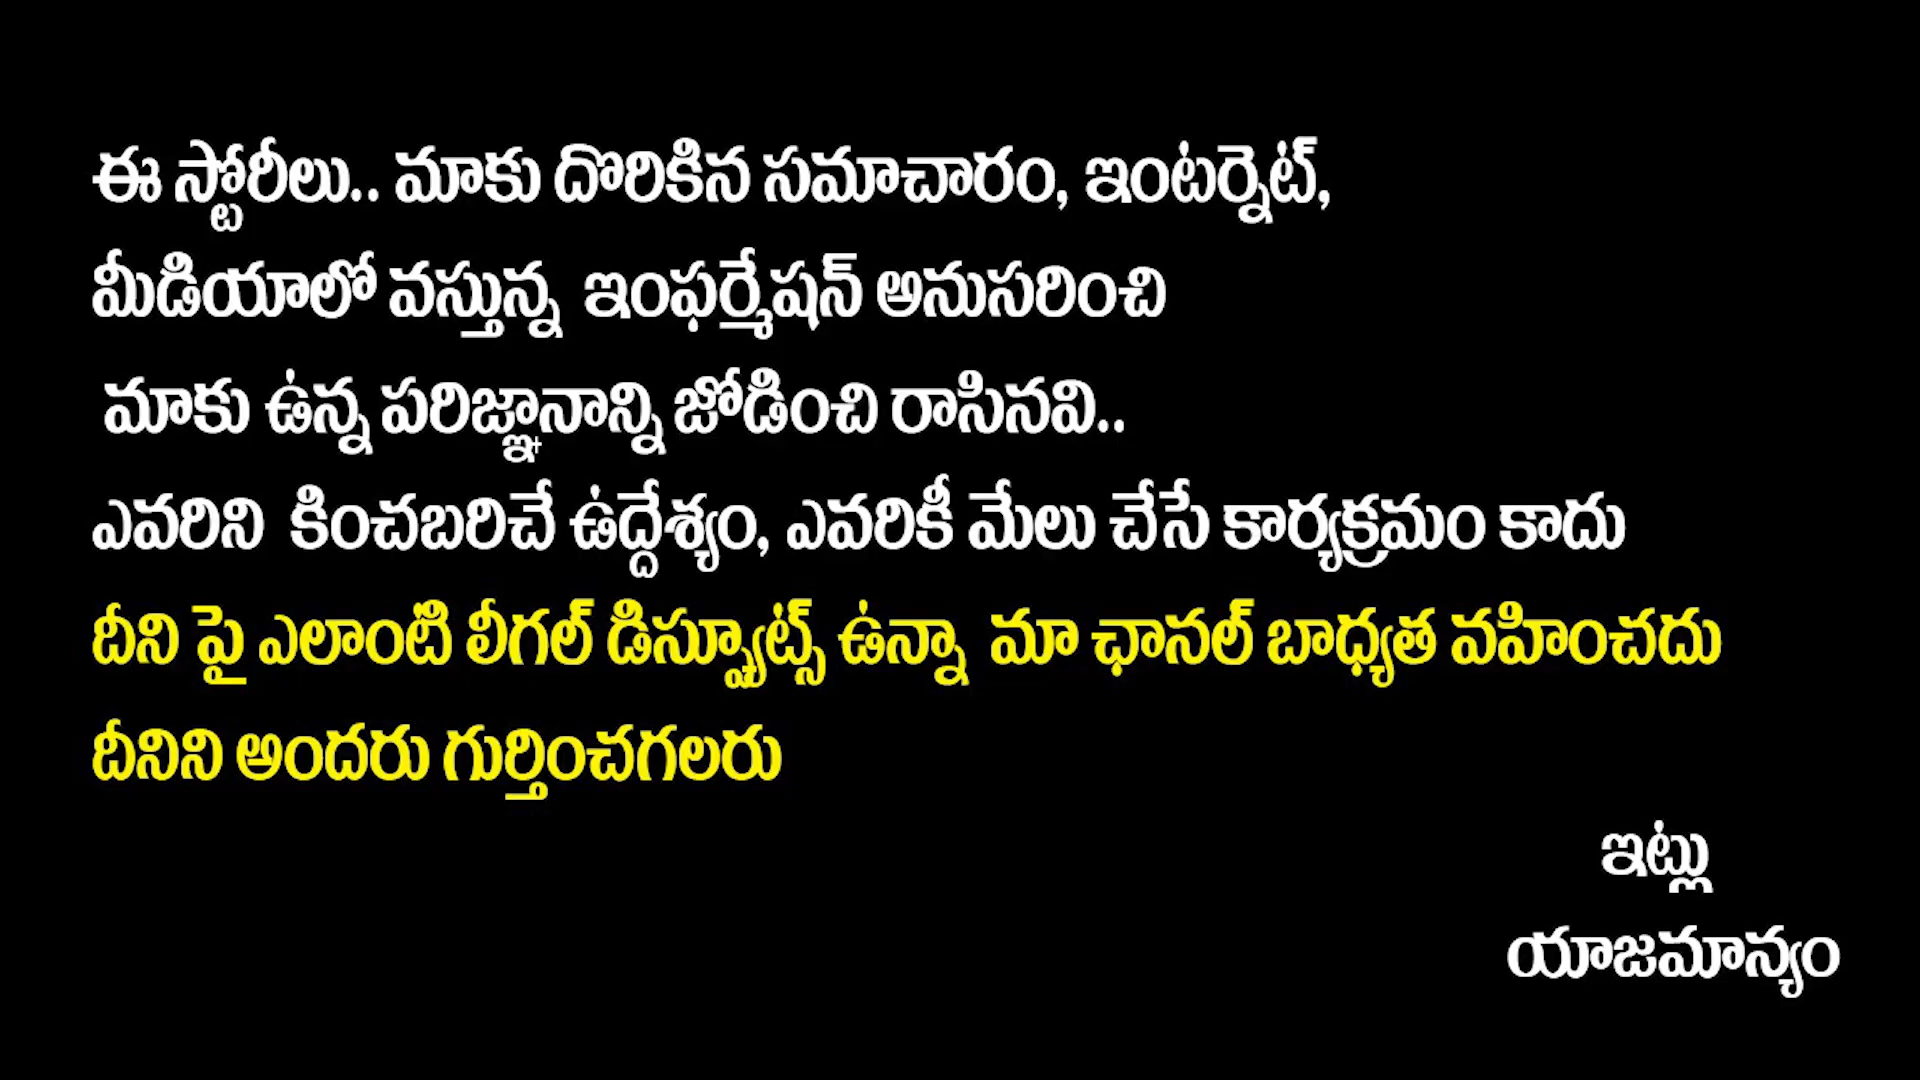 ఈ స్టోరీలు.. మాకు దొరికిన సమాచారం, ఇంటర్నెట్,
మీడియాలో వస్తున్న ఇంఫర్మేషన్ అనుసరించి
మాకు ఉన్న పరిజ్ఞానాన్ని జోడించి రాసినవి..
ఎవరిని కించబరిచే ఉద్దేశ్యం, ఎవరికీ మేలు చేసే కార్యక్రమం కాదు
దీని పై ఎలాంటి లీగల్ డిస్ప్యూట్స్ ఉన్నా మా ఛానల్ బాధ్యత వహించదు
దీనిని అందరు గుర్తించగలరు
ఇట్లు
యాజమాన్యం